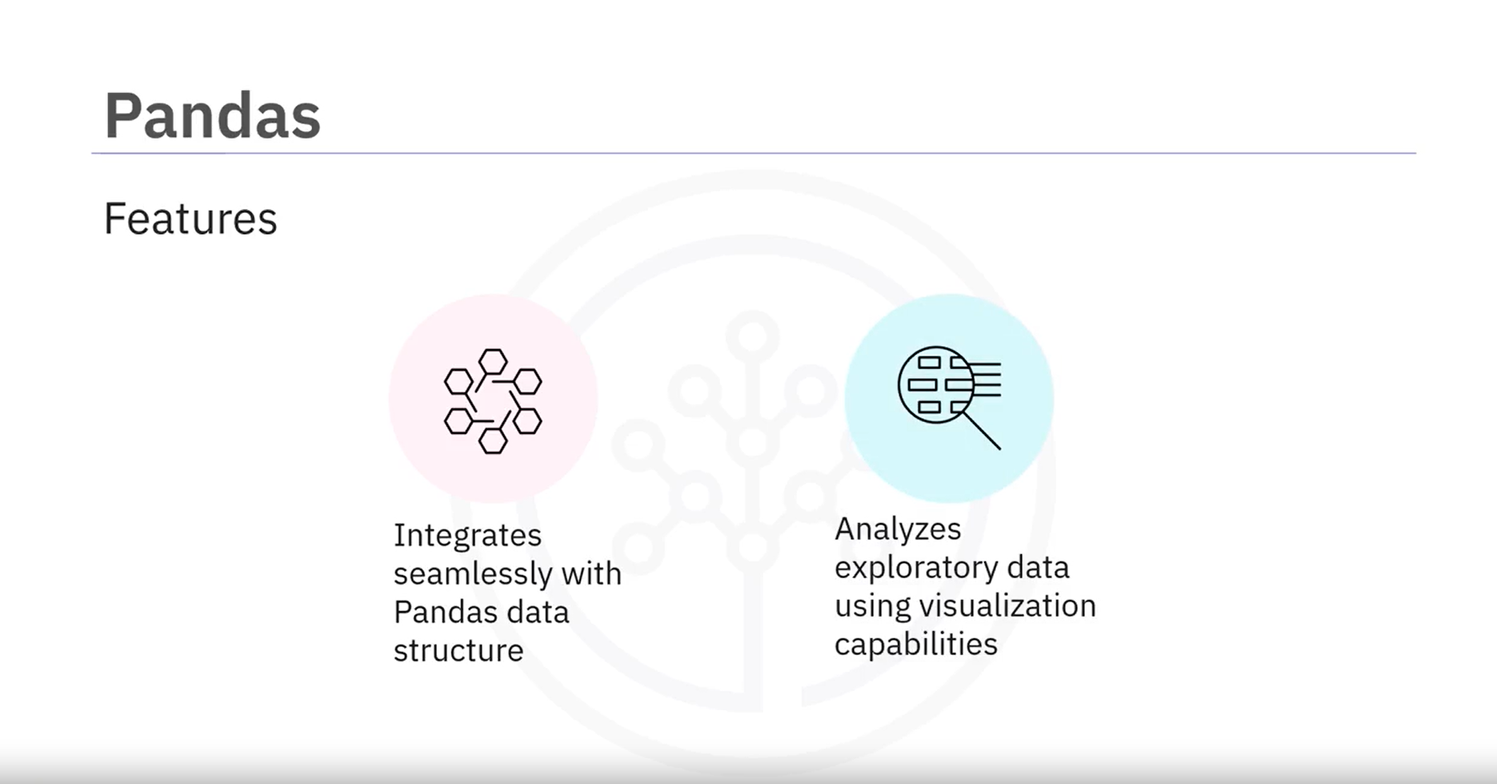 Pandas
Features
Integrates
seamlessly with
Pandas data
structure
Analyzes
exploratory data
using visualization
capabilities